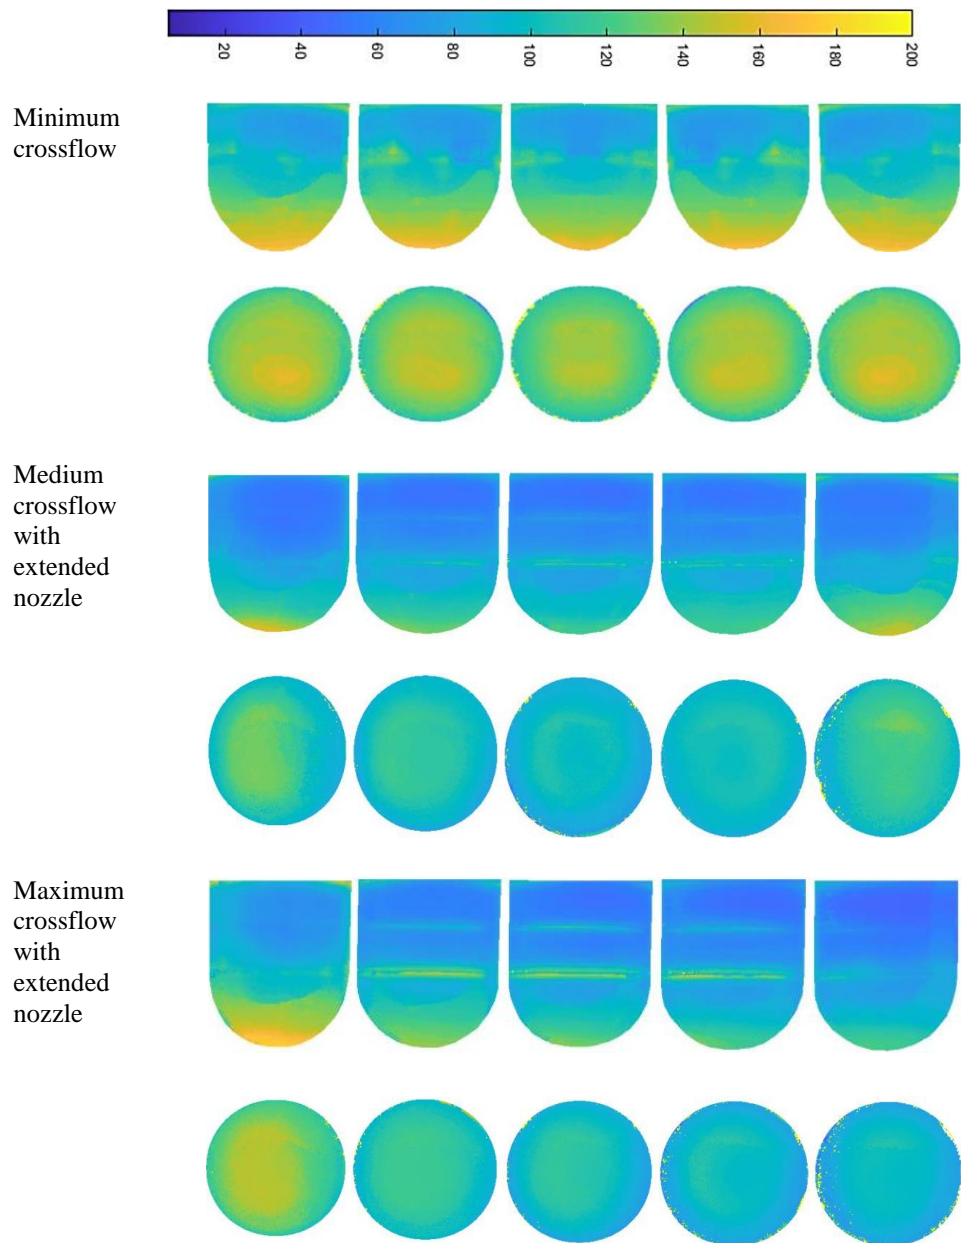 20 40 60 80 100 120 140 160 180 200
Minimum
crossflow
Medium
crossflow
with
extended
nozzle
Maximum
crossflow
with
extended
nozzle